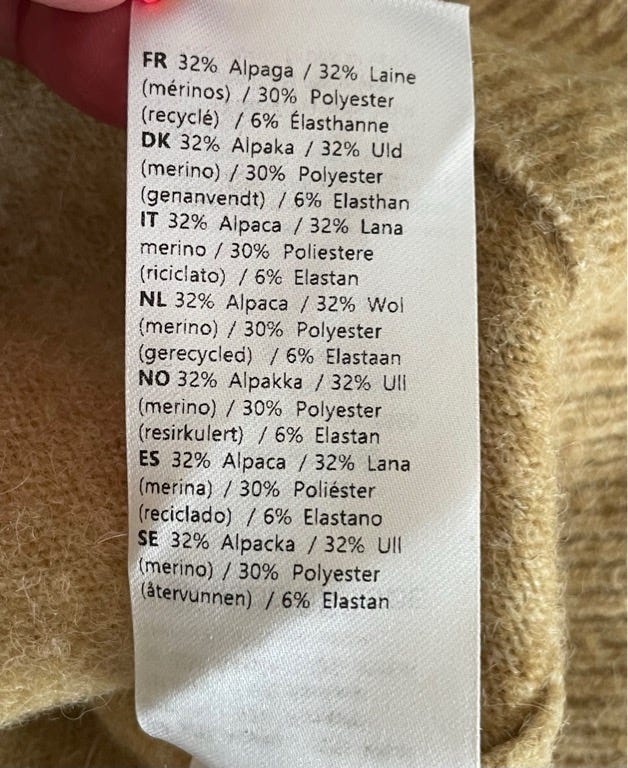 FR 32% Alpaga / 32% Laine
(mérinos) / 30% Polyester
(recyclé) / 6% Élasthanne
DK 32% Alpaka / 32% Uld
(merino) / 30% Polyester
(genanvendt) / 6% Elasthan
IT 32% Alpaca / 32% Lana
merino / 30% Poliestere
(riciclato) / 6% Elastan
NL 32% Alpaca / 32% Wol
(merino) / 30% Polyester
(gerecycled) / 6% Elastaan
NO 32% Alpakka / 32% Ull
(merino) / 30% Polyester
(resirkulert) / 6% Elastan
ES 32% Alpaca / 32% Lana
(merina) / 30% Poliéster
(reciclado) / 6% Elastano
SE 32% Alpacka / 32% Ull
(merino) / 30% Polyester
(återvunnen) / 6% Elastan